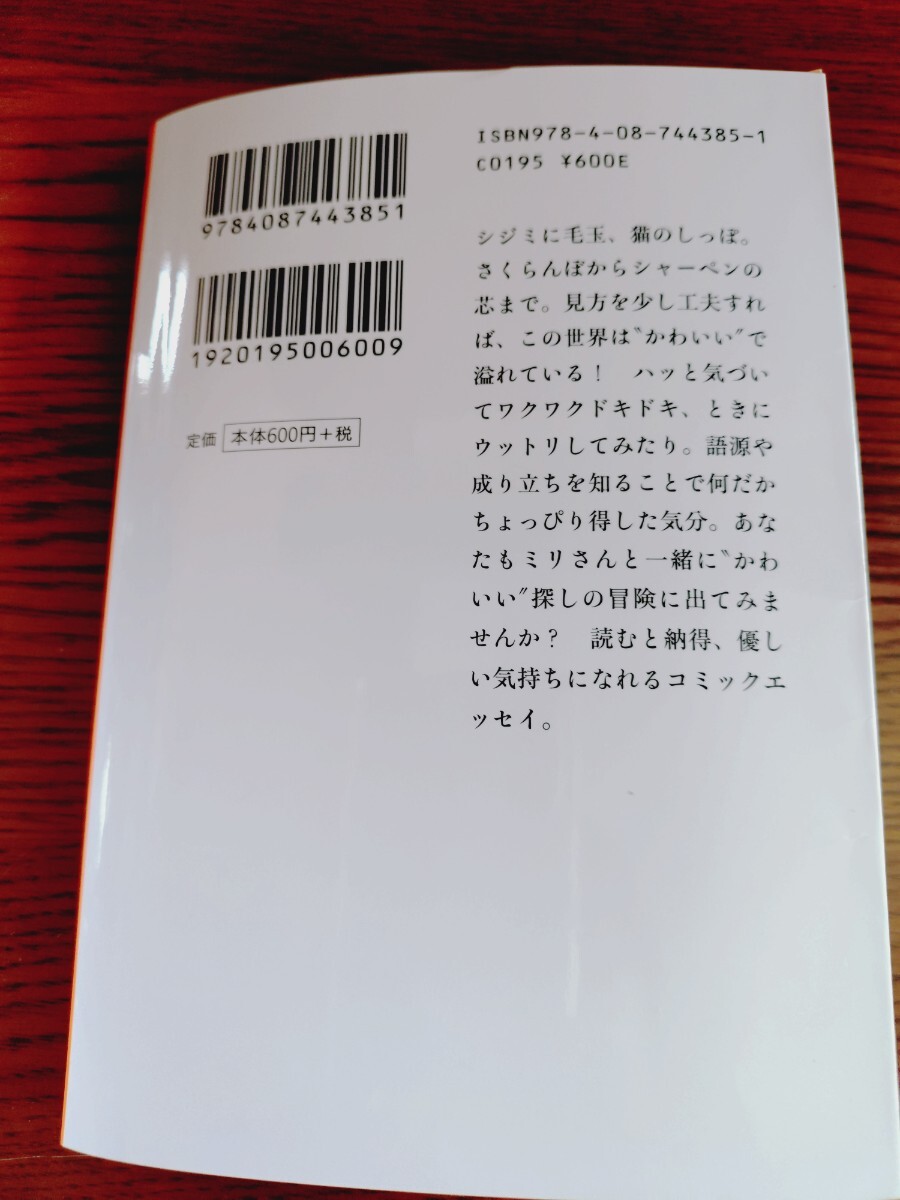 9784087443851
1920195006009
定価 本体600円+税
ISBN978-4-08-744385-1
C0195 ¥600E
シジミに毛玉、猫のしっぽ。
さくらんぼからシャーペンの
芯まで。見方を少し工夫すれ
ば、この世界は〝かわいい〟で
溢れている！　ハッと気づい
てワクワクドキドキ、ときに
ウットリしてみたり。語源や
成り立ちを知ることで何だか
ちょっぴり得した気分。あな
たもミリさんと一緒に〝かわ
いい〟探しの冒険に出てみま
せんか？　読むと納得、優し
い気持ちになれるコミックエ
ッセイ。